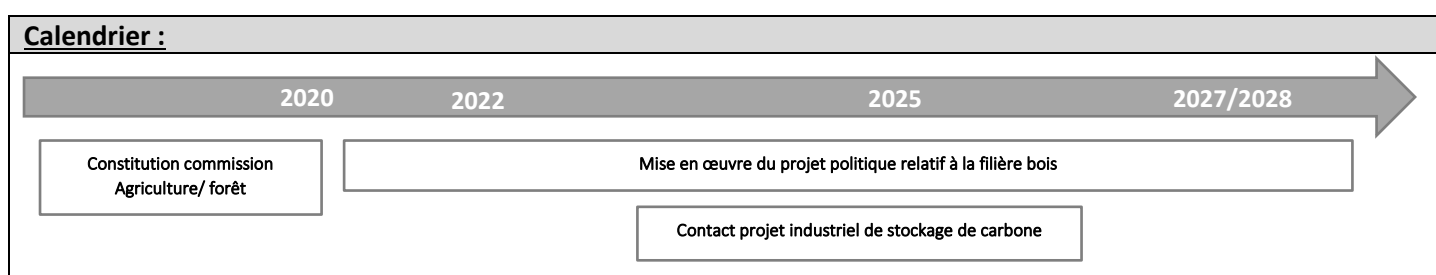 Calendrier :
2020 2022 2025 2027/2028
Constitution commission
Agriculture/ forêt
Mise en œuvre du projet politique relatif à la filière bois
Contact projet industriel de stockage de carbone